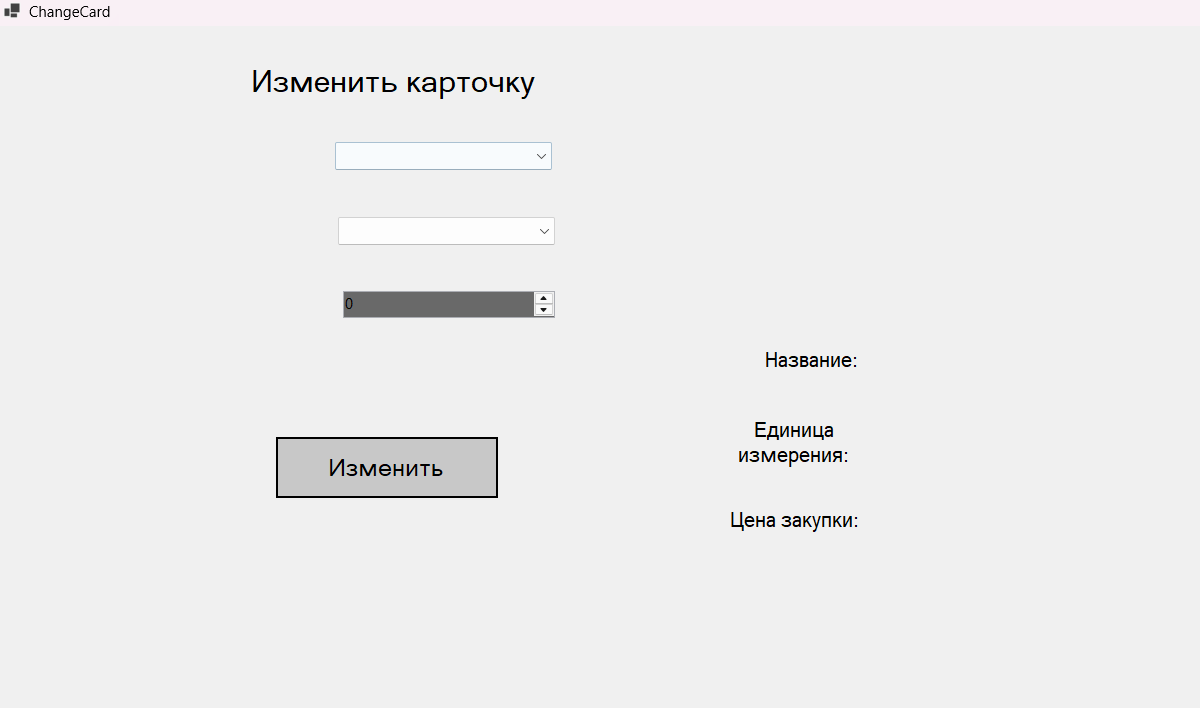 ChangeCard
Изменить карточку
0
Название:
Единица
измерения:
Изменить
Цена закупки: